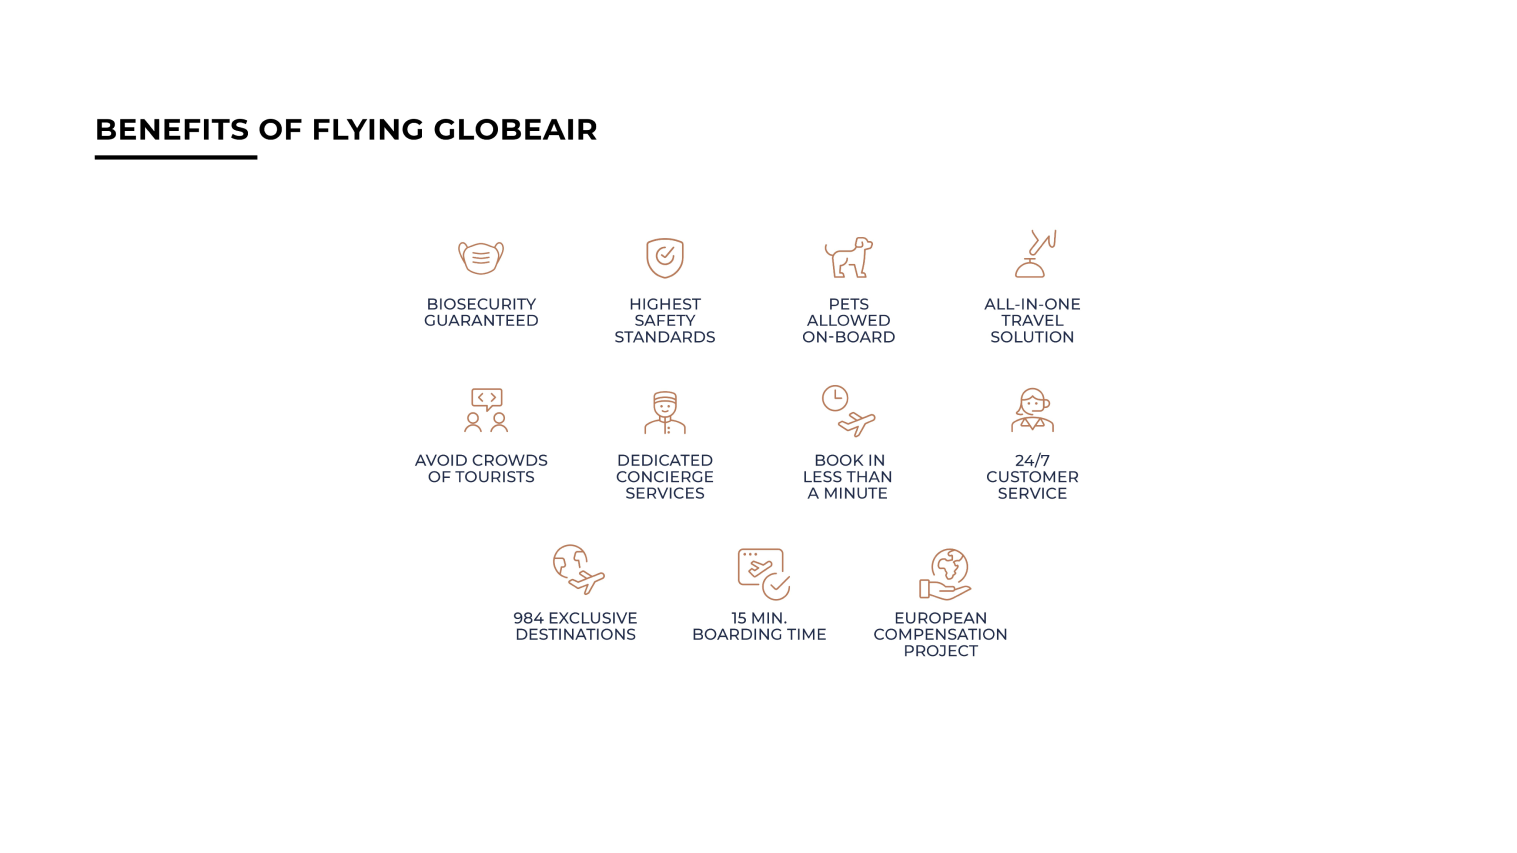 BENEFITS OF FLYING GLOBEAIR
BIOSECURITY
GUARANTEED
HIGHEST
SAFETY
STANDARDS
PETS
ALLOWED
ON-BOARD
ALL-IN-ONE
TRAVEL
SOLUTION
AVOID CROWDS
OF TOURISTS
DEDICATED
CONCIERGE
SERVICES
BOOK IN
LESS THAN
A MINUTE
24/7
CUSTOMER
SERVICE
984 EXCLUSIVE
DESTINATIONS
15 MIN.
BOARDING TIME
EUROPEAN
COMPENSATION
PROJECT